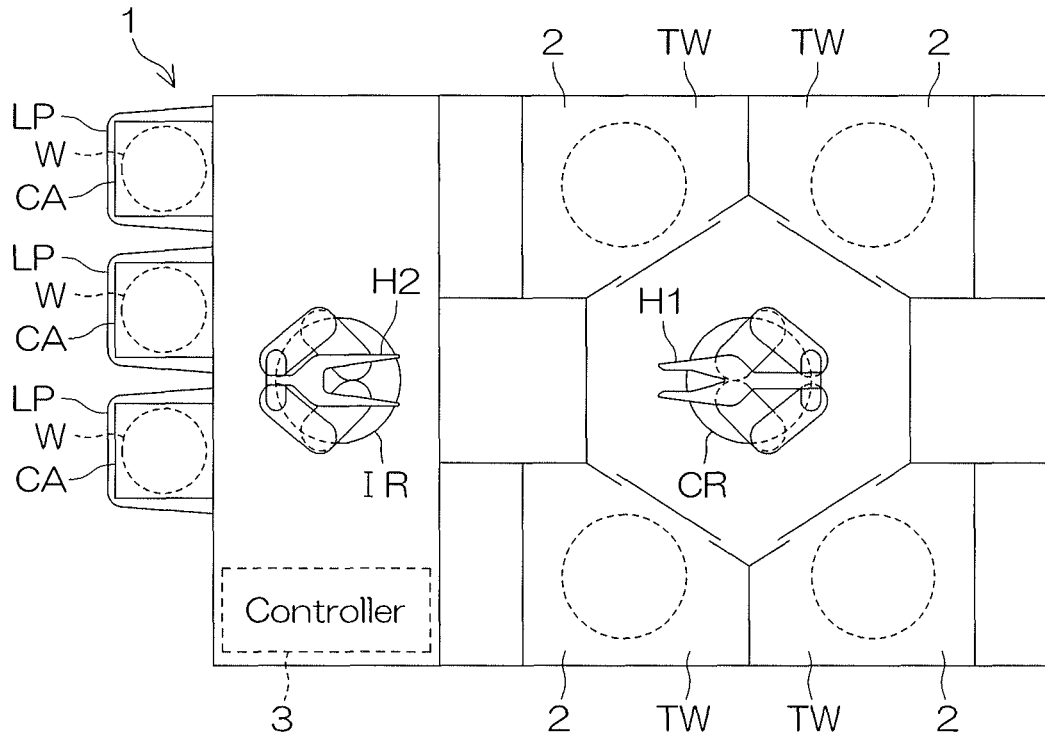 1
2 TW TW 2
LP
W
CA
LP
W
CA
H2 H1
LP
W
CA
IR CR
Controller
3 2 TW TW 2